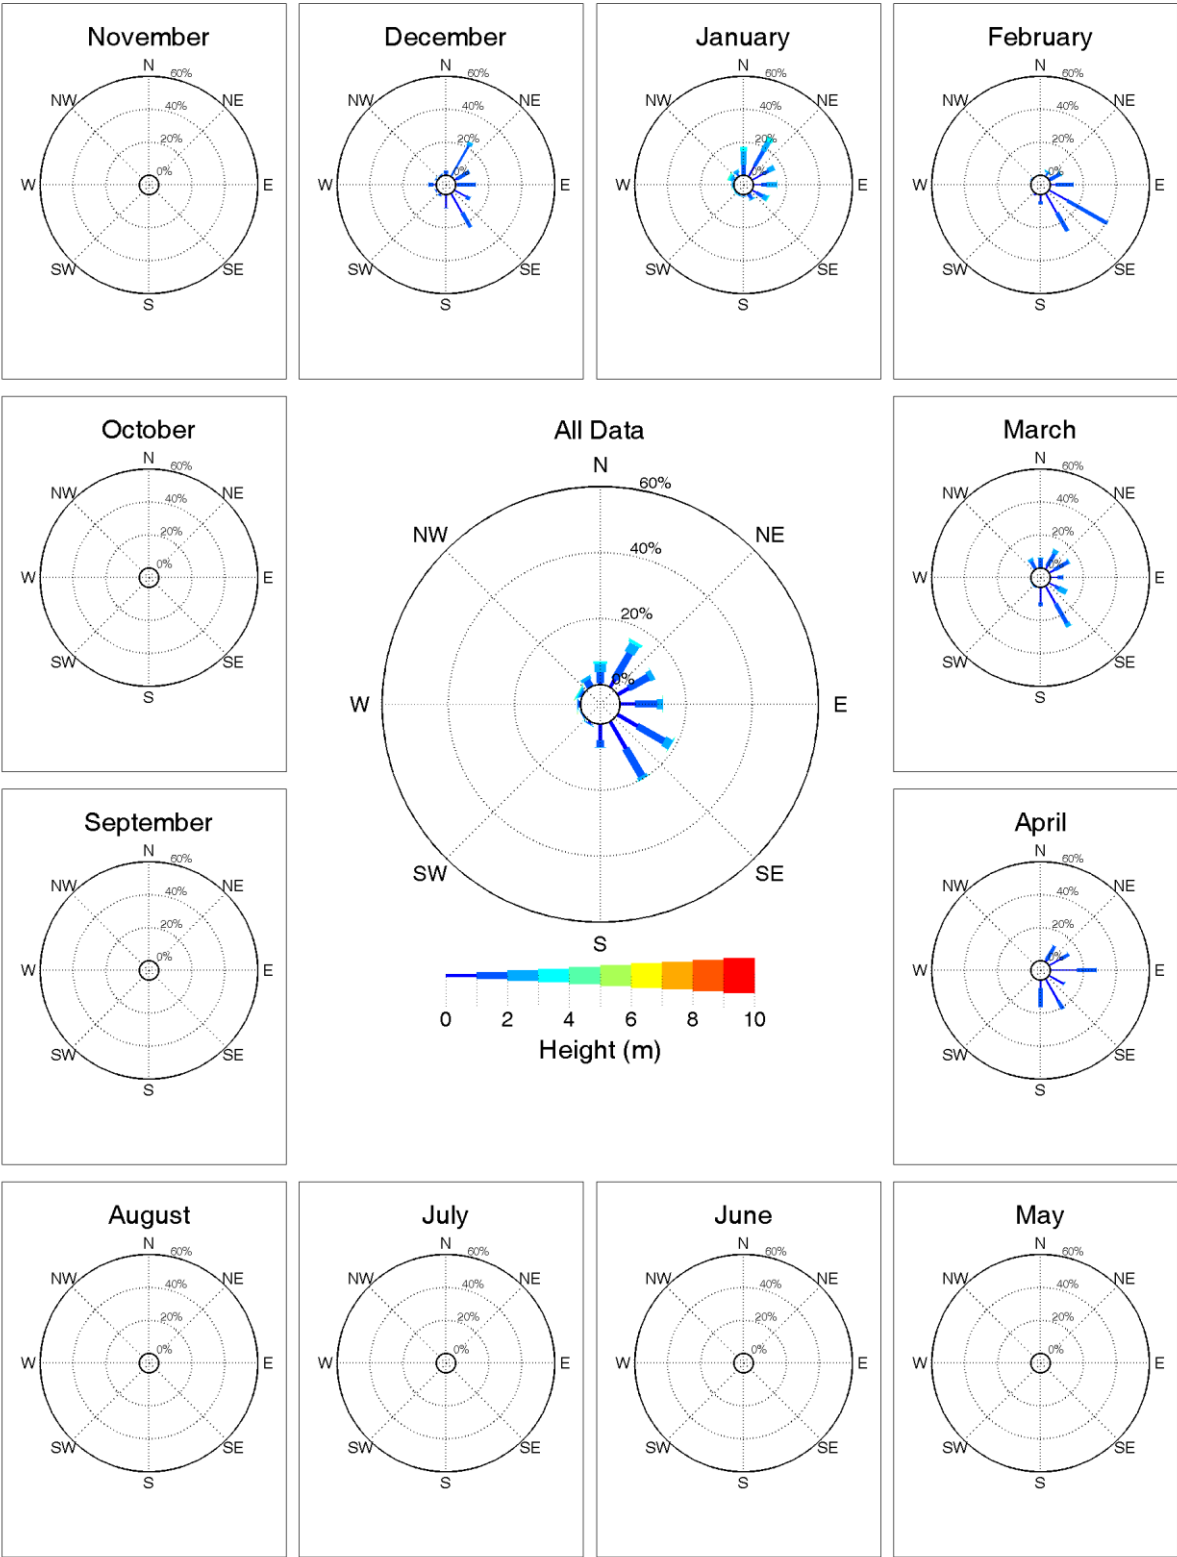 November
N
60%
NW
NE
40%
20%
0%
W
E
SW
SE
S
December
N
60%
NW
NE
40%
20%
0%
W
E
SW
SE
S
January
N
60%
NW
NE
40%
20%
0%
W
E
SW
SE
S
February
N
60%
NW
NE
40%
20%
0%
W
E
SW
SE
S
October
N
60%
NW
NE
40%
20%
0%
W
E
SW
SE
S
All Data
N
60%
NW
NE
40%
20%
0%
W
E
SW
SE
S
0 2 4 6 8 10
Height (m)
March
N
60%
NW
NE
40%
20%
0%
W
E
SW
SE
S
September
N
60%
NW
NE
40%
20%
0%
W
E
SW
SE
S
April
N
60%
NW
NE
40%
20%
0%
W
E
SW
SE
S
August
N
60%
NW
NE
40%
20%
0%
W
E
SW
SE
S
July
N
60%
NW
NE
40%
20%
0%
W
E
SW
SE
S
June
N
60%
NW
NE
40%
20%
0%
W
E
SW
SE
S
May
N
60%
NW
NE
40%
20%
0%
W
E
SW
SE
S